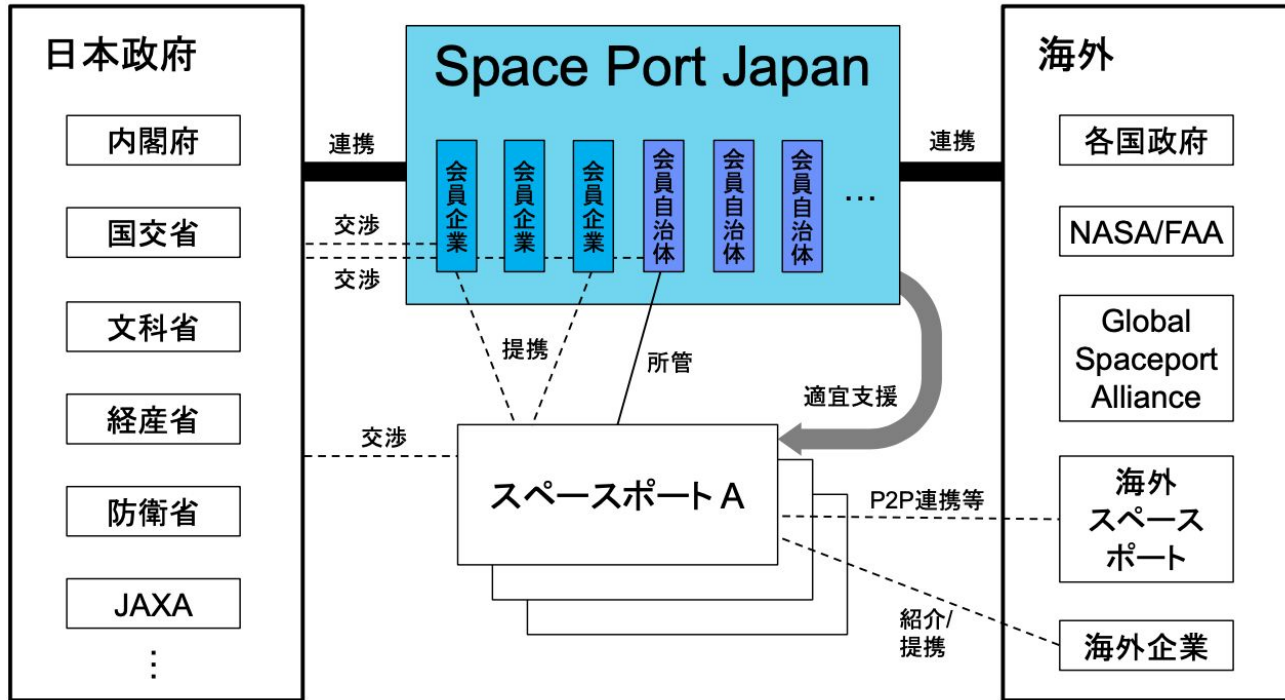 日本政府
内閣府
国交省
文科省
経産省
防衛省
JAXA
⋮
連携
交渉
交渉
交渉
Space Port Japan
会員企業
会員企業
会員企業
会員自治体
会員自治体
会員自治体
…
提携
所管
適宜支援
スペースポート A
連携
P2P連携等
紹介/
提携
海外
各国政府
NASA/FAA
Global
Spaceport
Alliance
海外
スペース
ポート
海外企業